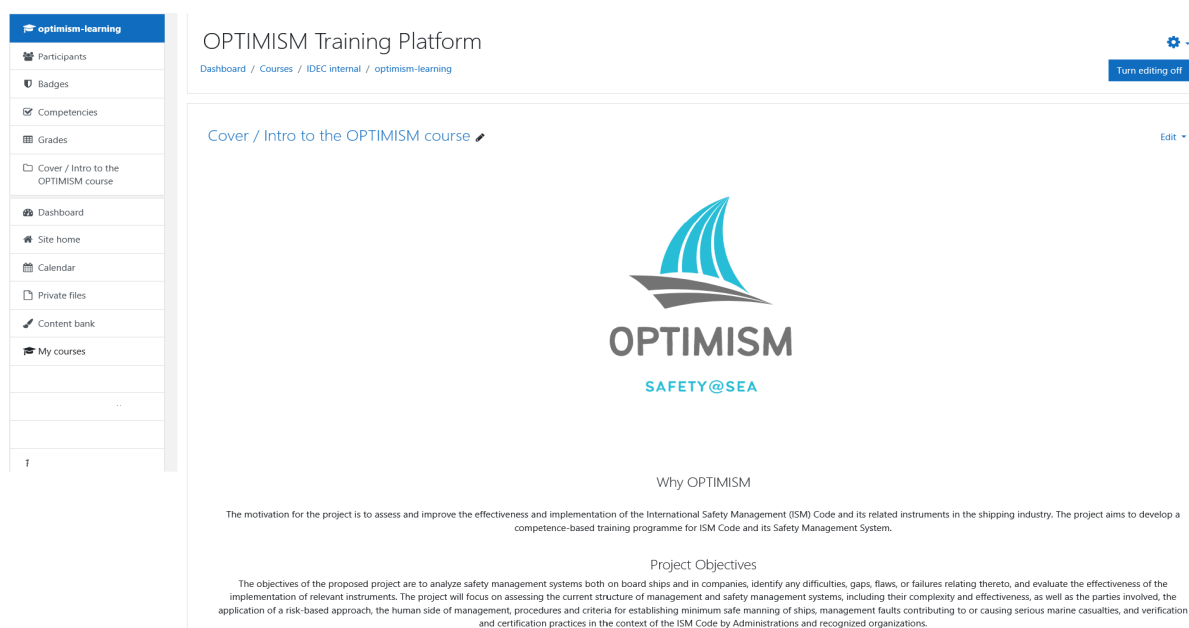 optimism-learning
Participants
Badges
Competencies
Grades
Cover / Intro to the
OPTIMISM course
Dashboard
Site home
Calendar
Private files
Content bank
My courses
OPTIMISM Training Platform
Dashboard / Courses / IDEC internal / optimism-learning
Turn editing off
Cover / Intro to the OPTIMISM course
Edit
OPTIMISM
SAFETY@SEA
Why OPTIMISM
The motivation for the project is to assess and improve the effectiveness and implementation of the International Safety Management (ISM) Code and its related instruments in the shipping industry. The project aims to develop a
competence-based training programme for ISM Code and its Safety Management System.
Project Objectives
The objectives of the proposed project are to analyze safety management systems both on board ships and in companies, identify any difficulties, gaps, flaws, or failures relating thereto, and evaluate the effectiveness of the
implementation of relevant instruments. The project will focus on assessing the current structure of management and safety management systems, including their complexity and effectiveness, as well as the parties involved, the
application of a risk-based approach, the human side of management, procedures and criteria for establishing minimum safe manning of ships, management faults contributing to or causing serious marine casualties, and verification
and certification practices in the context of the ISM Code by Administrations and recognized organizations.